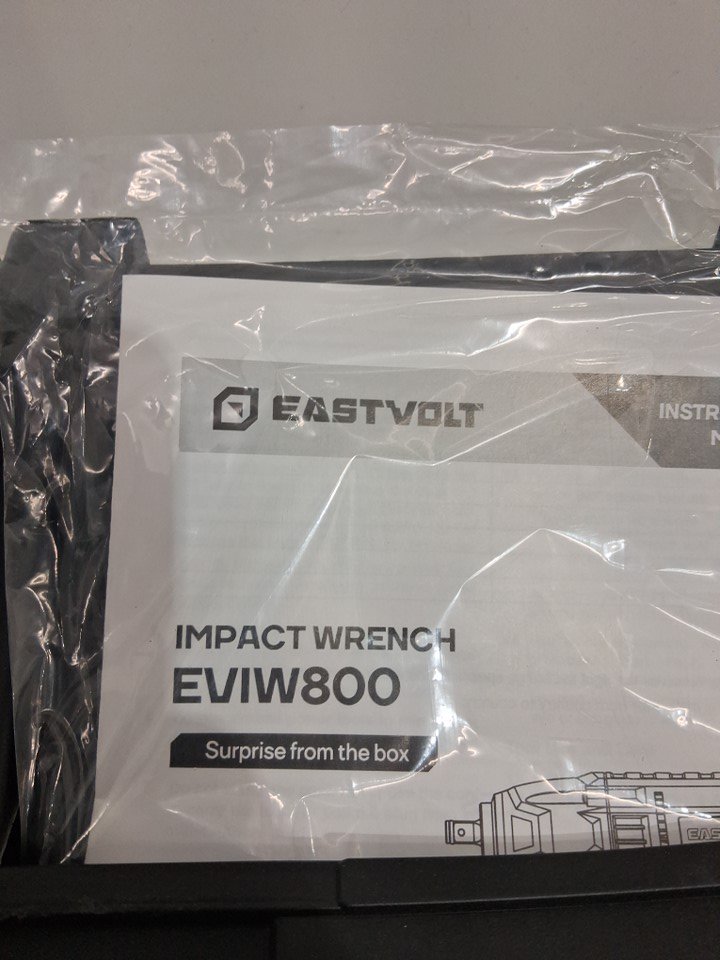 EASTVOLT
INSTR
IMPACT WRENCH
EVIW800
Surprise from the box
EAS